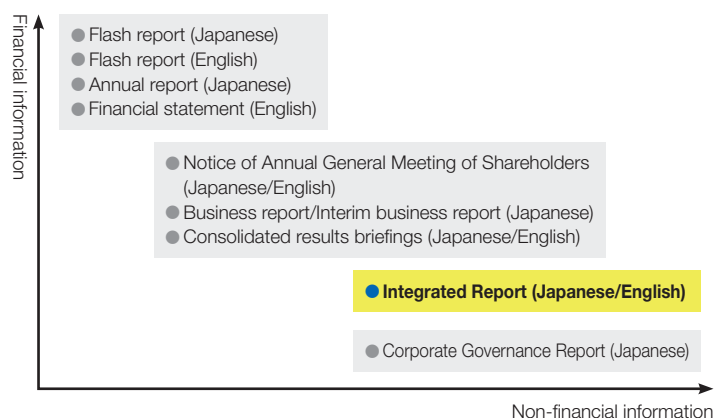 Financial information
Flash report (Japanese)
Flash report (English)
Annual report (Japanese)
Financial statement (English)
Notice of Annual General Meeting of Shareholders
(Japanese/English)
Business report/Interim business report (Japanese)
Consolidated results briefings (Japanese/English)
Integrated Report (Japanese/English)
Corporate Governance Report (Japanese)
Non-financial information